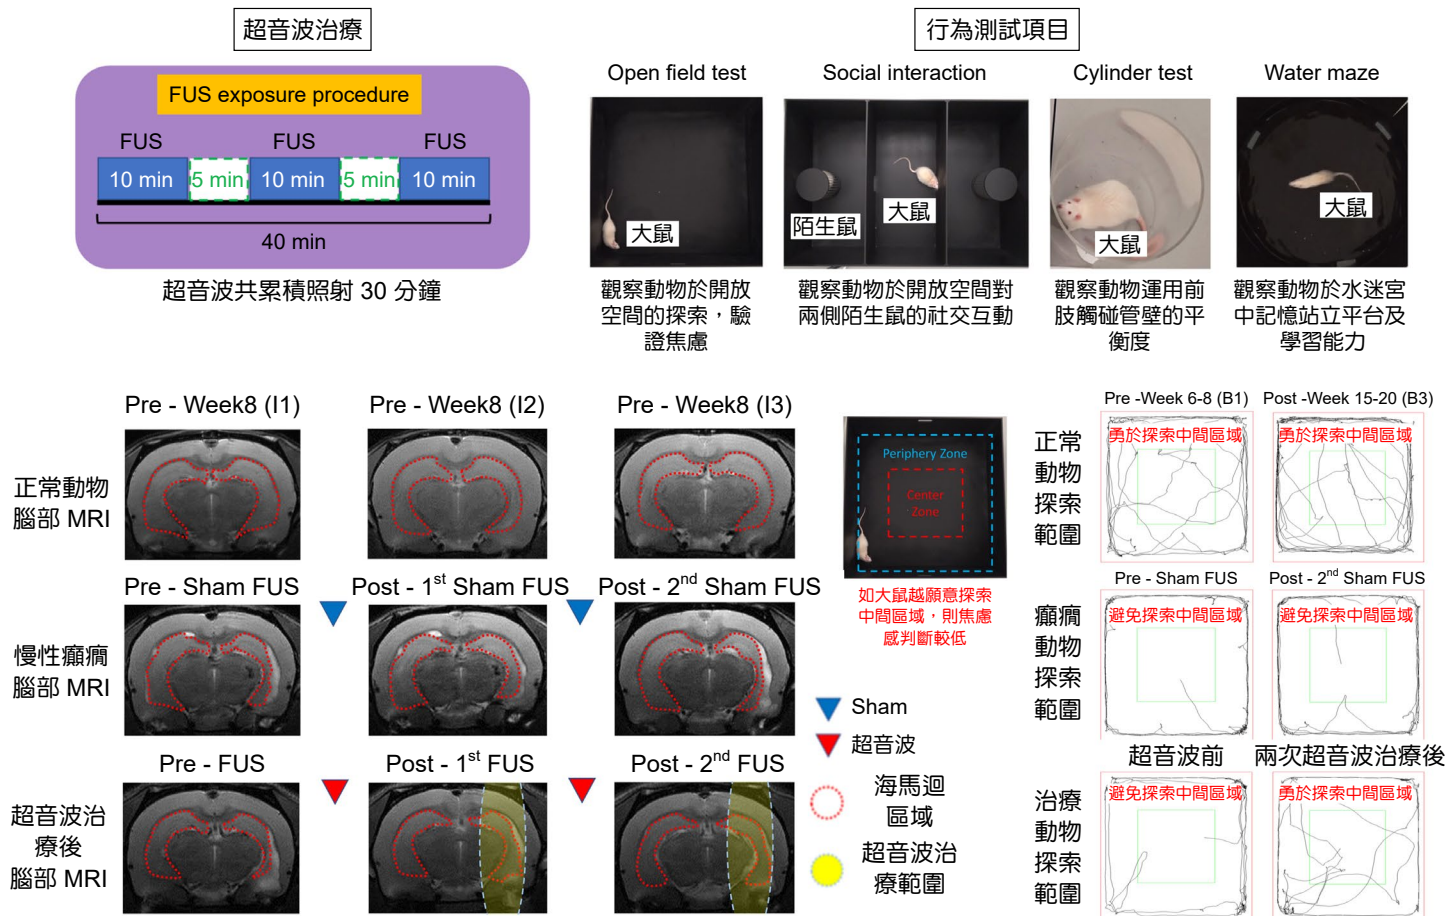 超音波治療
FUS exposure procedure
FUS FUS FUS
10 min 5 min 10 min 5 min 10 min
40 min
超音波共累積照射 30 分鐘
行為測試項目
Open field test
大鼠
觀察動物於開放
空間的探索，驗
證焦慮
Social interaction
陌生鼠
大鼠
觀察動物於開放空間對
兩側陌生鼠的社交互動
Cylinder test
大鼠
觀察動物運用前
肢觸碰管壁的平
衡度
Water maze
大鼠
觀察動物於水迷宮
中記憶站立平台及
學習能力
Pre - Week8 (I1) Pre - Week8 (I2) Pre - Week8 (I3)
正常動物
腦部 MRI
Pre - Sham FUS Post - 1st Sham FUS Post - 2nd Sham FUS
慢性癲癇
腦部 MRI
Pre - FUS Post - 1st FUS Post - 2nd FUS
超音波治
療後
腦部 MRI
Periphery Zone
Center
Zone
如大鼠越願意探索
中間區域，則焦慮
感判斷較低
Sham
超音波
海馬迴
區域
超音波治
療範圍
Pre -Week 6-8 (B1) Post -Week 15-20 (B3)
正常
動物
探索
範圍
勇於探索中間區域 勇於探索中間區域
Pre - Sham FUS Post - 2nd Sham FUS
癲癇
動物
探索
範圍
避免探索中間區域 避免探索中間區域
超音波前 兩次超音波治療後
治療
動物
探索
範圍
避免探索中間區域 勇於探索中間區域